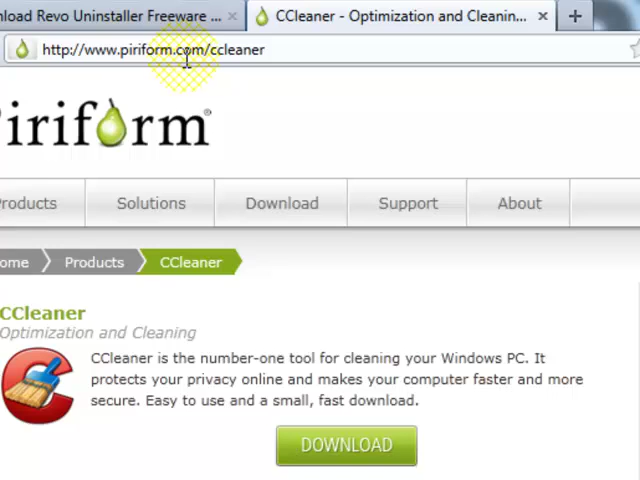 nload Revo Uninstaller Freeware ...
CCleaner - Optimization and Cleanin...
http://www.piriform.com/ccleaner
iriform®
Products Solutions Download Support About
ome Products CCleaner
CCleaner
Optimization and Cleaning
CCleaner is the number-one tool for cleaning your Windows PC. It
protects your privacy online and makes your computer faster and more
secure. Easy to use and a small, fast download.
DOWNLOAD